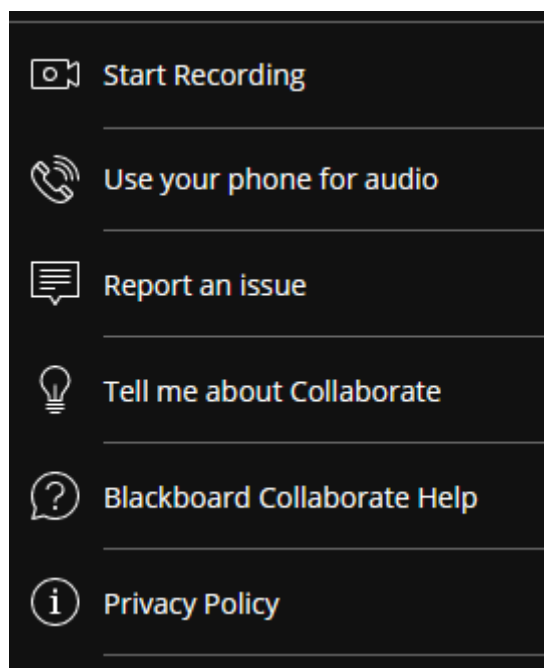 Start Recording
Use your phone for audio
Report an issue
Tell me about Collaborate
Blackboard Collaborate Help
Privacy Policy